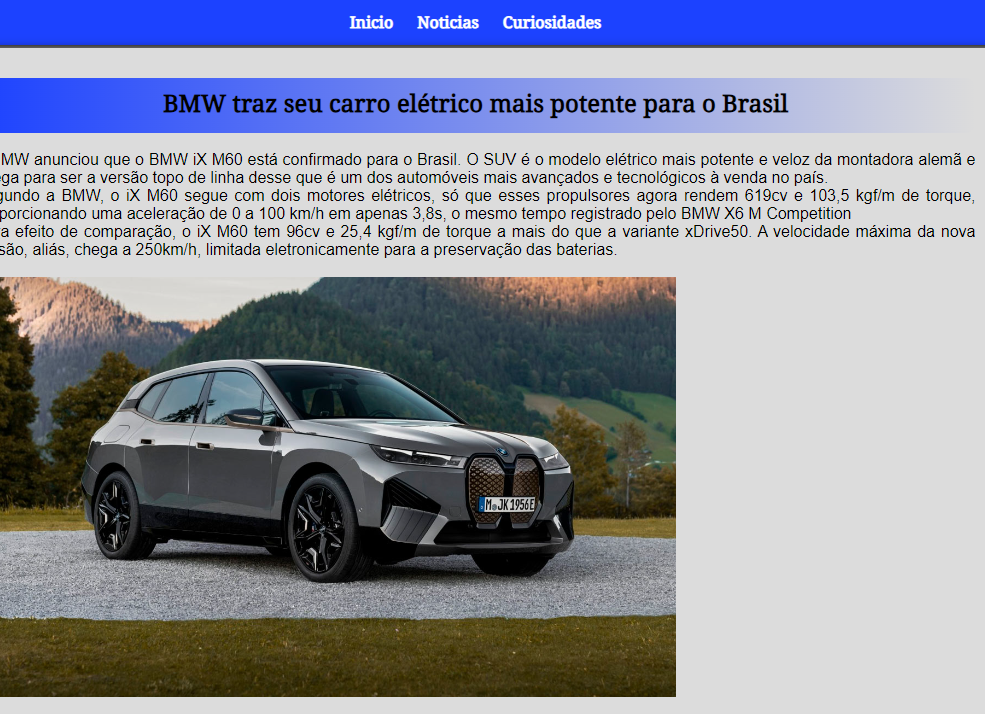 Inicio Noticias Curiosidades
BMW traz seu carro elétrico mais potente para o Brasil
MW anunciou que o BMW iX M60 está confirmado para o Brasil. O SUV é o modelo elétrico mais potente e veloz da montadora alemã e
ega para ser a versão topo de linha desse que é um dos automóveis mais avançados e tecnológicos à venda no país.
gundo a BMW, o iX M60 segue com dois motores elétricos, só que esses propulsores agora rendem 619cv e 103,5 kgf/m de torque,
porcionando uma aceleração de 0 a 100 km/h em apenas 3,8s, o mesmo tempo registrado pelo BMW X6 M Competition
ra efeito de comparação, o iX M60 tem 96cv e 25,4 kgf/m de torque a mais do que a variante xDrive50. A velocidade máxima da nova
são, aliás, chega a 250km/h, limitada eletronicamente para a preservação das baterias.
M JK 1956E